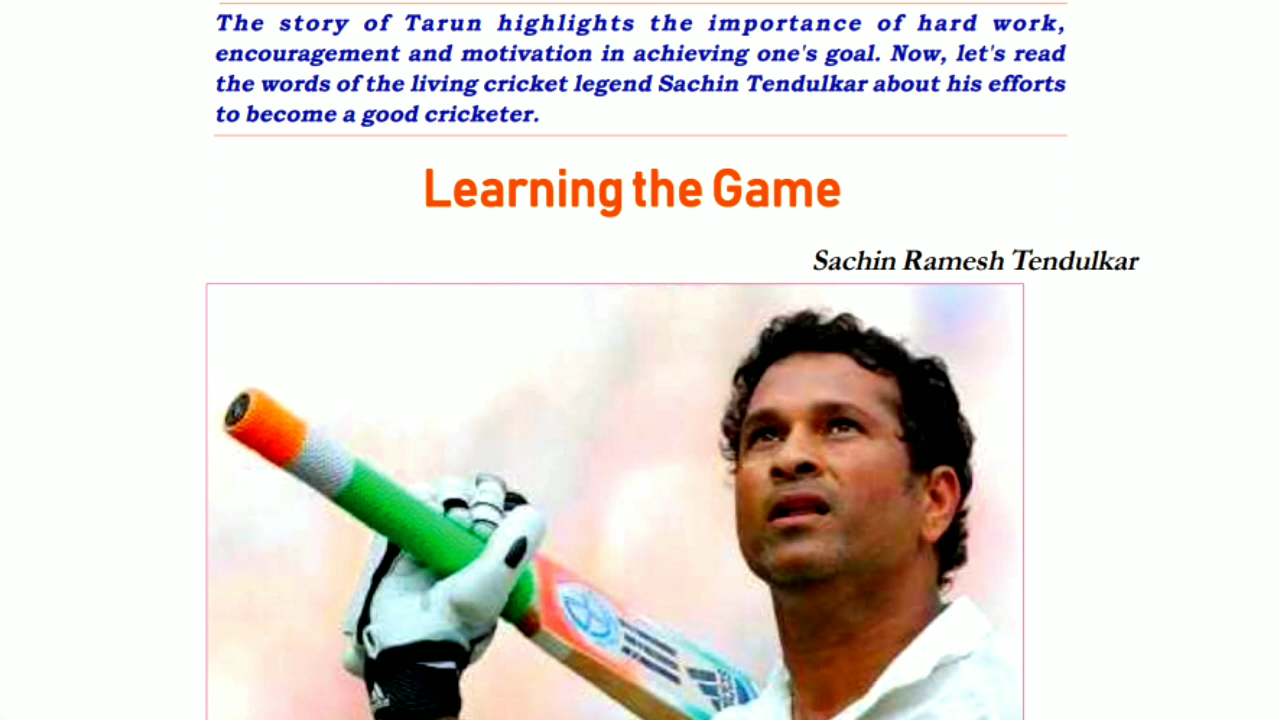 The story of Tarun highlights the importance of hard work,
encouragement and motivation in achieving one's goal. Now, let's read
the words of the living cricket legend Sachin Tendulkar about his efforts
to become a good cricketer.
Learning the Game
Sachin Ramesh Tendulkar